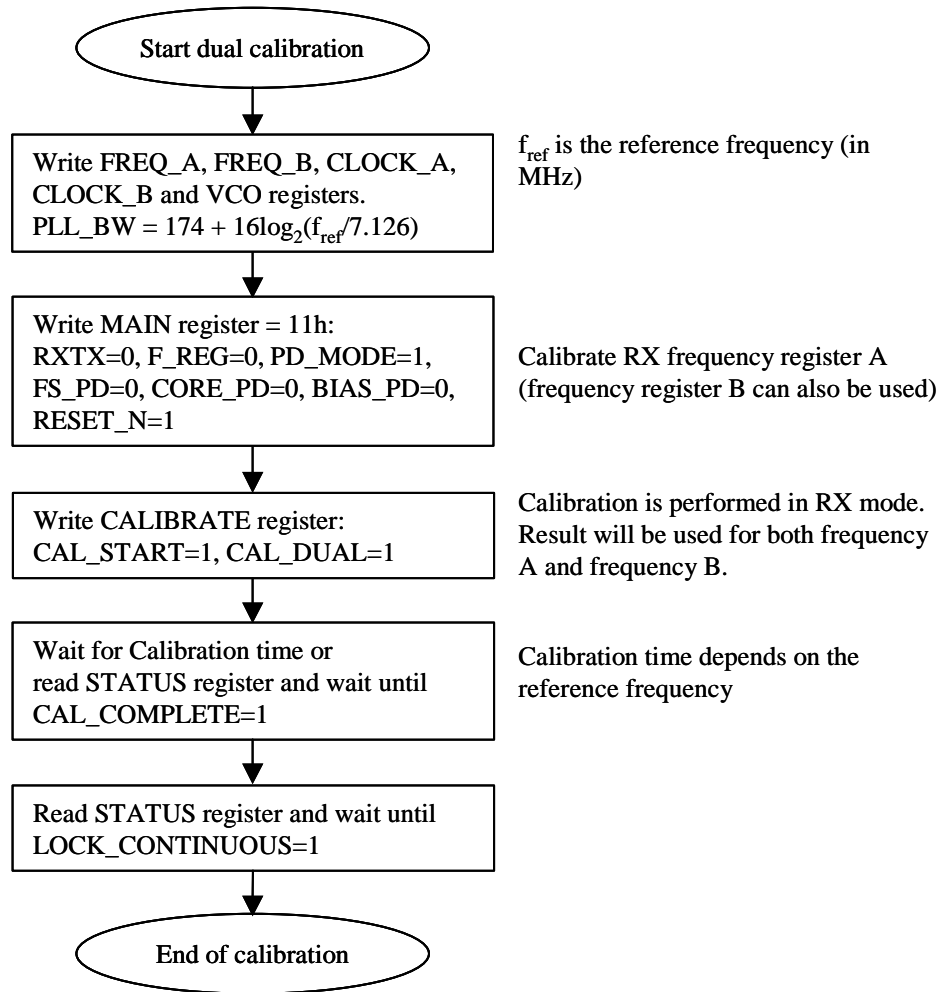 Start dual calibration
Write FREQ_A, FREQ_B, CLOCK_A,
CLOCK_B and VCO registers.
PLL_BW = 174 + 16log₂(f_ref/7.126)
f_ref is the reference frequency (in
MHz)
Write MAIN register = 11h:
RXTX=0, F_REG=0, PD_MODE=1,
FS_PD=0, CORE_PD=0, BIAS_PD=0,
RESET_N=1
Calibrate RX frequency register A
(frequency register B can also be used)
Write CALIBRATE register:
CAL_START=1, CAL_DUAL=1
Calibration is performed in RX mode.
Result will be used for both frequency
A and frequency B.
Wait for Calibration time or
read STATUS register and wait until
CAL_COMPLETE=1
Calibration time depends on the
reference frequency
Read STATUS register and wait until
LOCK_CONTINUOUS=1
End of calibration